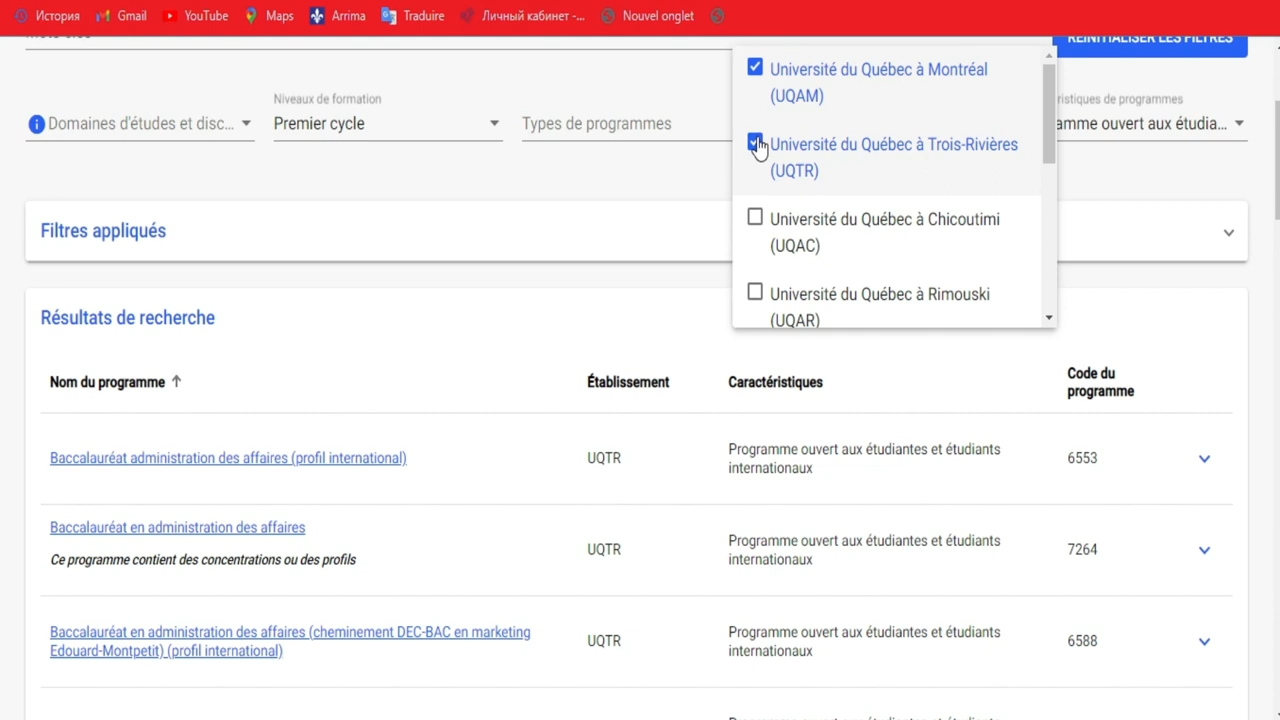 История Gmail YouTube Maps Arrima Traduire Личный кабинет -... Nouvel onglet
RÉINITIALISER LES FILTRES
Université du Québec à Montréal
(UQAM)
Niveaux de formation
Domaines d'études et disc... Premier cycle Types de programmes
ristiques de programmes
amme ouvert aux étudia...
Université du Québec à Trois-Rivières
(UQTR)
Université du Québec à Chicoutimi
(UQAC)
Université du Québec à Rimouski
(UQAR)
Filtres appliqués
Résultats de recherche
Nom du programme Établissement Caractéristiques Code du
programme
Baccalauréat administration des affaires (profil international) UQTR Programme ouvert aux étudiantes et étudiants
internationaux 6553
Baccalauréat en administration des affaires
Ce programme contient des concentrations ou des profils UQTR Programme ouvert aux étudiantes et étudiants
internationaux 7264
Baccalauréat en administration des affaires (cheminement DEC-BAC en marketing
Edouard-Montpetit) (profil international) UQTR Programme ouvert aux étudiantes et étudiants
internationaux 6588